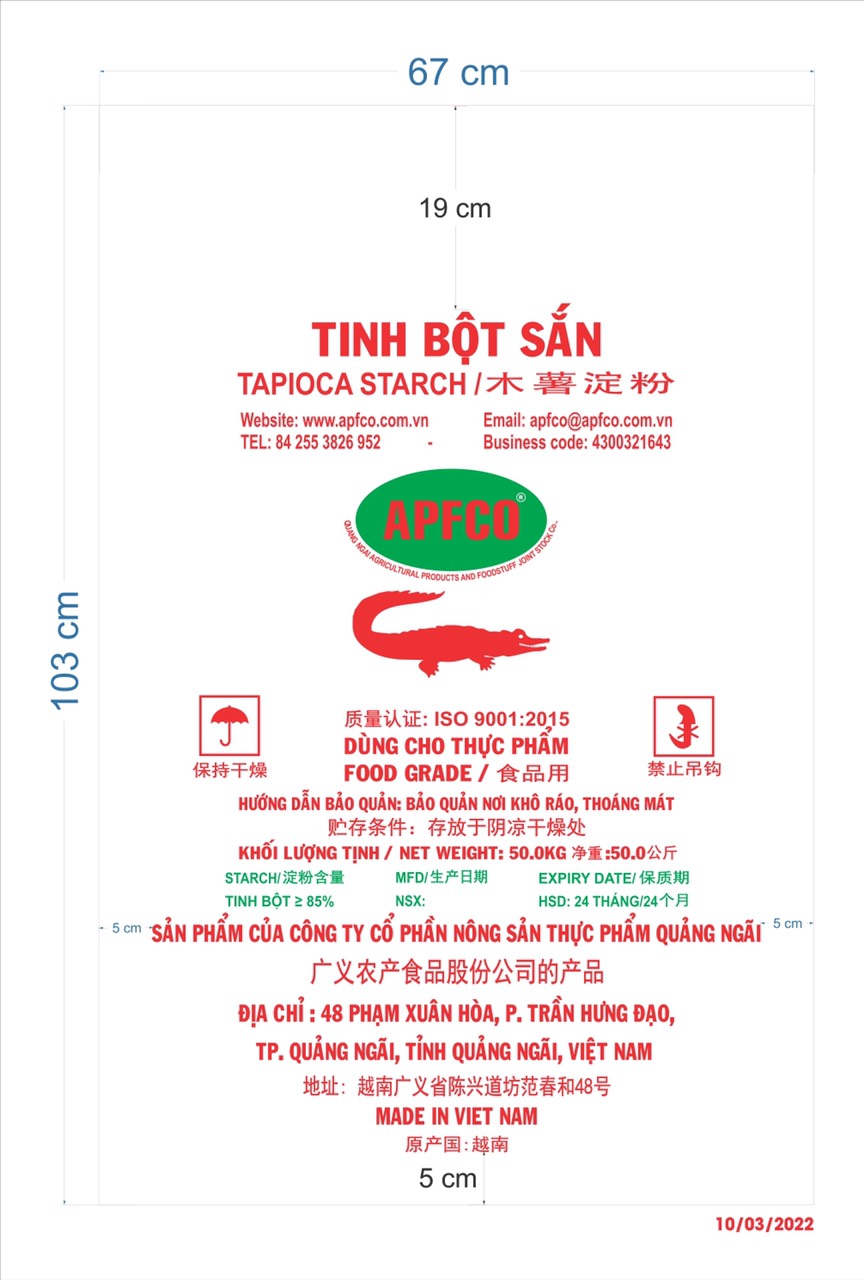 67 cm
19 cm
103 cm
TINH BỘT SẮN
TAPIOCA STARCH / 木薯淀粉
Website: www.apfco.com.vn Email: apfco@apfco.com.vn
TEL: 84 255 3826 952 - Business code: 4300321643
APFCO ®
QUANG NGAI AGRICULTURAL PRODUCTS AND FOODSTUFF JOINT STOCK Co.,
质量认证: ISO 9001:2015
DÙNG CHO THỰC PHẨM
FOOD GRADE / 食品用
保持干燥
禁止吊钩
HƯỚNG DẪN BẢO QUẢN: BẢO QUẢN NƠI KHÔ RÁO, THOÁNG MÁT
贮存条件：存放于阴凉干燥处
KHỐI LƯỢNG TỊNH / NET WEIGHT: 50.0KG 净重:50.0公斤
STARCH/淀粉含量 MFD/生产日期 EXPIRY DATE/保质期
TINH BỘT ≥ 85% NSX: HSD: 24 THÁNG/24个月
5 cm
SẢN PHẨM CỦA CÔNG TY CỔ PHẦN NÔNG SẢN THỰC PHẨM QUẢNG NGÃI
5 cm
广义农产食品股份公司的产品
ĐỊA CHỈ : 48 PHẠM XUÂN HÒA, P. TRẦN HƯNG ĐẠO,
TP. QUẢNG NGÃI, TỈNH QUẢNG NGÃI, VIỆT NAM
地址：越南广义省陈兴道坊范春和48号
MADE IN VIET NAM
原产国:越南
5 cm
10/03/2022